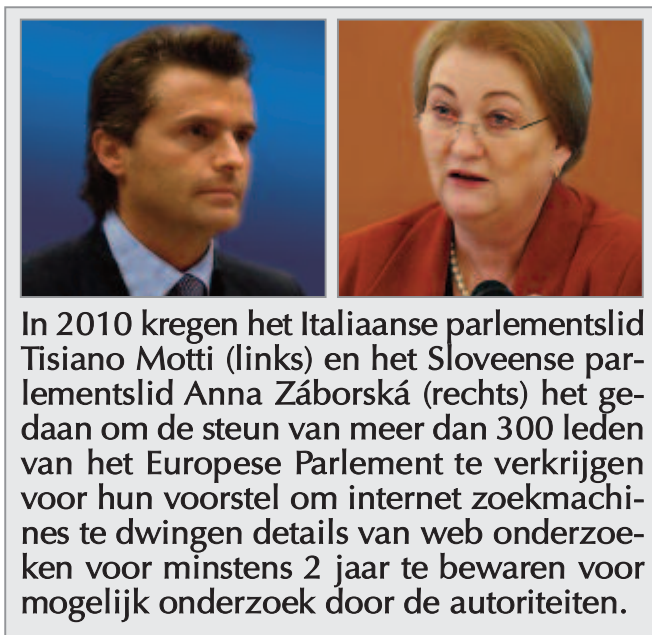 In 2010 kregen het Italiaanse parlementslid
Tisiano Motti (links) en het Sloveense par-
lementslid Anna Záborská (rechts) het ge-
daan om de steun van meer dan 300 leden
van het Europese Parlement te verkrijgen
voor hun voorstel om internet zoekmachi-
nes te dwingen details van web onderzoe-
ken voor minstens 2 jaar te bewaren voor
mogelijk onderzoek door de autoriteiten.